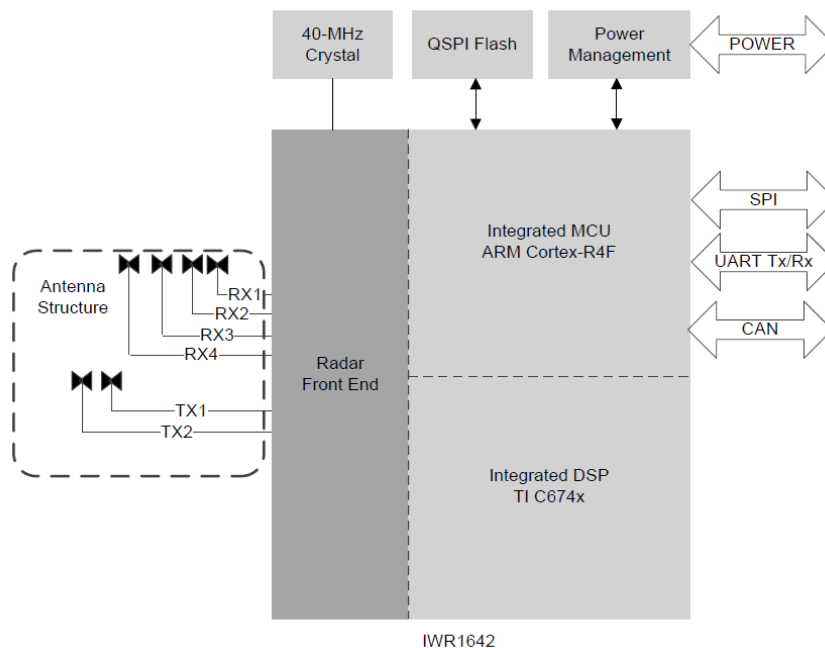 40-MHz
Crystal
QSPI Flash
Power
Management
POWER
SPI
Integrated MCU
ARM Cortex-R4F
UART Tx/Rx
Antenna
Structure
RX1
RX2
CAN
RX3
RX4
Radar
Front End
TX1
TX2
Integrated DSP
TI C674x
IWR1642